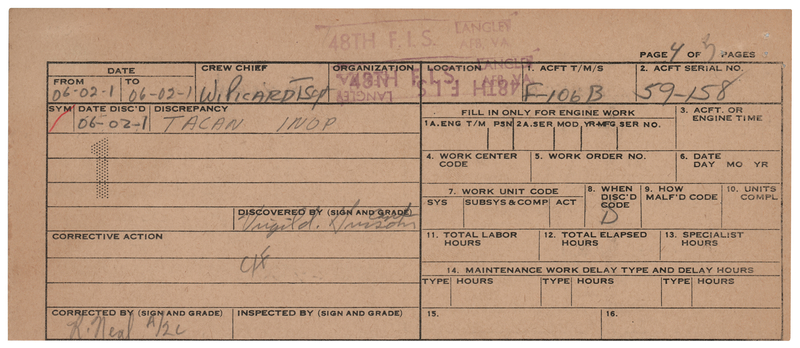 48TH F.I.S. LANGLEY AFB. VA.
PAGE 4 OF PAGES
DATE
FROM 06-02-1 TO 06-02-1
CREW CHIEF W. PICARD TSGT
ORGANIZATION 48TH F.I.S.
LANGLEY AFB. VA.
LOCATION LANGLEY AFB. VA.
48TH F.I.S.
1. ACFT T/M/S F-106B
2. ACFT SERIAL NO. 59-158
SYM DATE DISC'D DISCREPANCY
06-02-1 TACAN INOP
FILL IN ONLY FOR ENGINE WORK
1A. ENG T/M PSN 2A. SER MOD YR-MFG SER NO.
3. ACFT. OR ENGINE TIME
4. WORK CENTER CODE
5. WORK ORDER NO.
6. DATE DAY MO YR
7. WORK UNIT CODE
SYS SUBSYS & COMP ACT
8. WHEN DISC'D CODE D
9. HOW MALF'D CODE
10. UNITS COMPL
DISCOVERED BY (SIGN AND GRADE)
Virgil d.
CORRECTIVE ACTION
11. TOTAL LABOR HOURS
12. TOTAL ELAPSED HOURS
13. SPECIALIST HOURS
14. MAINTENANCE WORK DELAY TYPE AND DELAY HOURS
TYPE HOURS TYPE HOURS TYPE HOURS
CORRECTED BY (SIGN AND GRADE)
R. Neal A/2c
INSPECTED BY (SIGN AND GRADE)
15.
16.